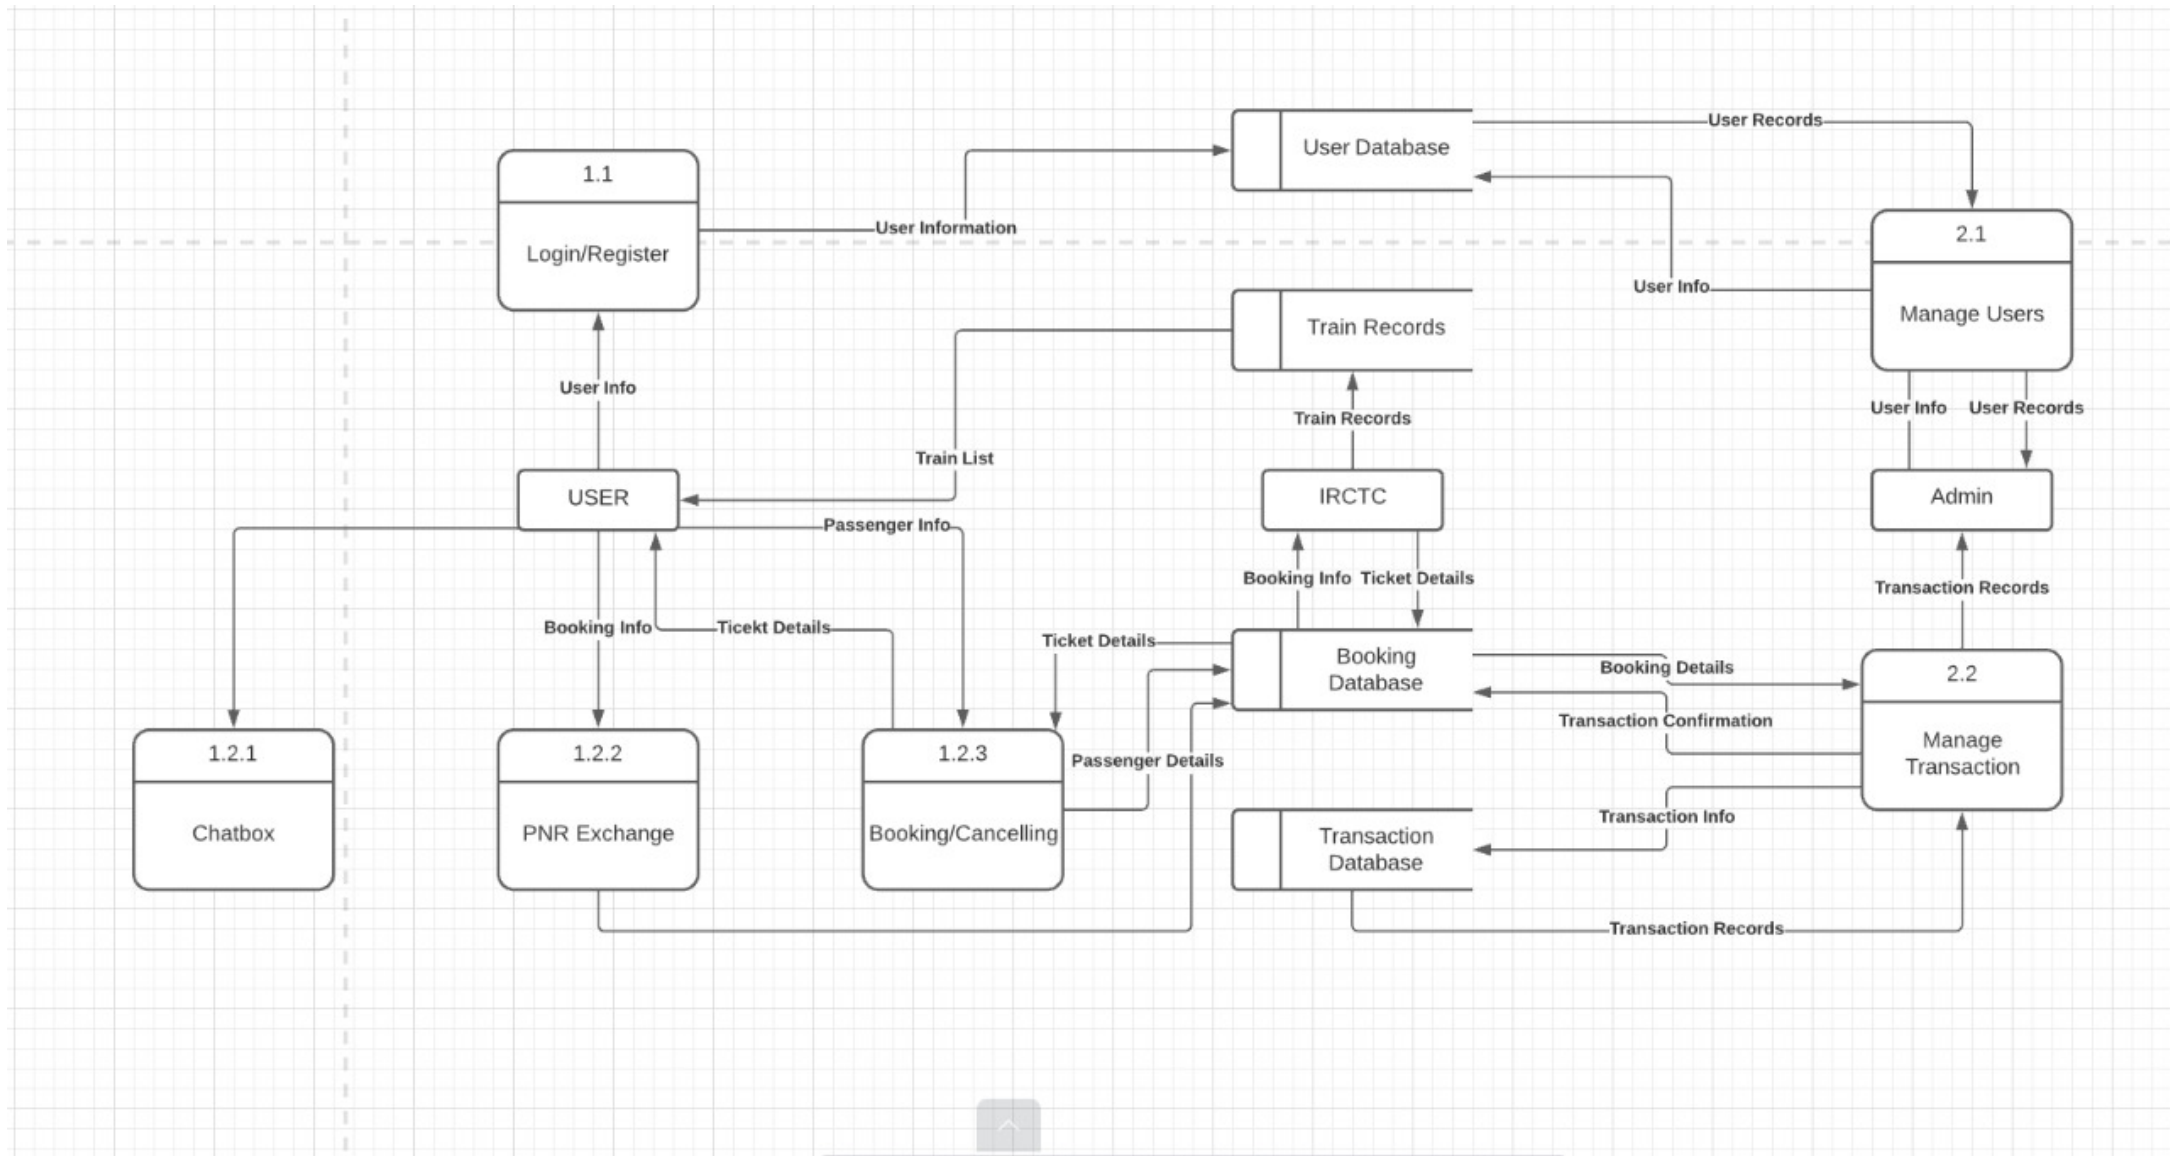 User Records
User Database
1.1
User Information
Login/Register
2.1
User Info
Manage Users
Train Records
User Info
Train Records
User Info
User Records
Train List
USER
IRCTC
Admin
Passenger Info
Booking Info
Ticket Details
Transaction Records
Booking Info
Ticekt Details
Ticket Details
Booking
Database
Booking Details
2.2
Transaction Confirmation
Manage
Transaction
1.2.1
1.2.2
1.2.3
Passenger Details
Chatbox
PNR Exchange
Booking/Cancelling
Transaction Info
Transaction
Database
Transaction Records